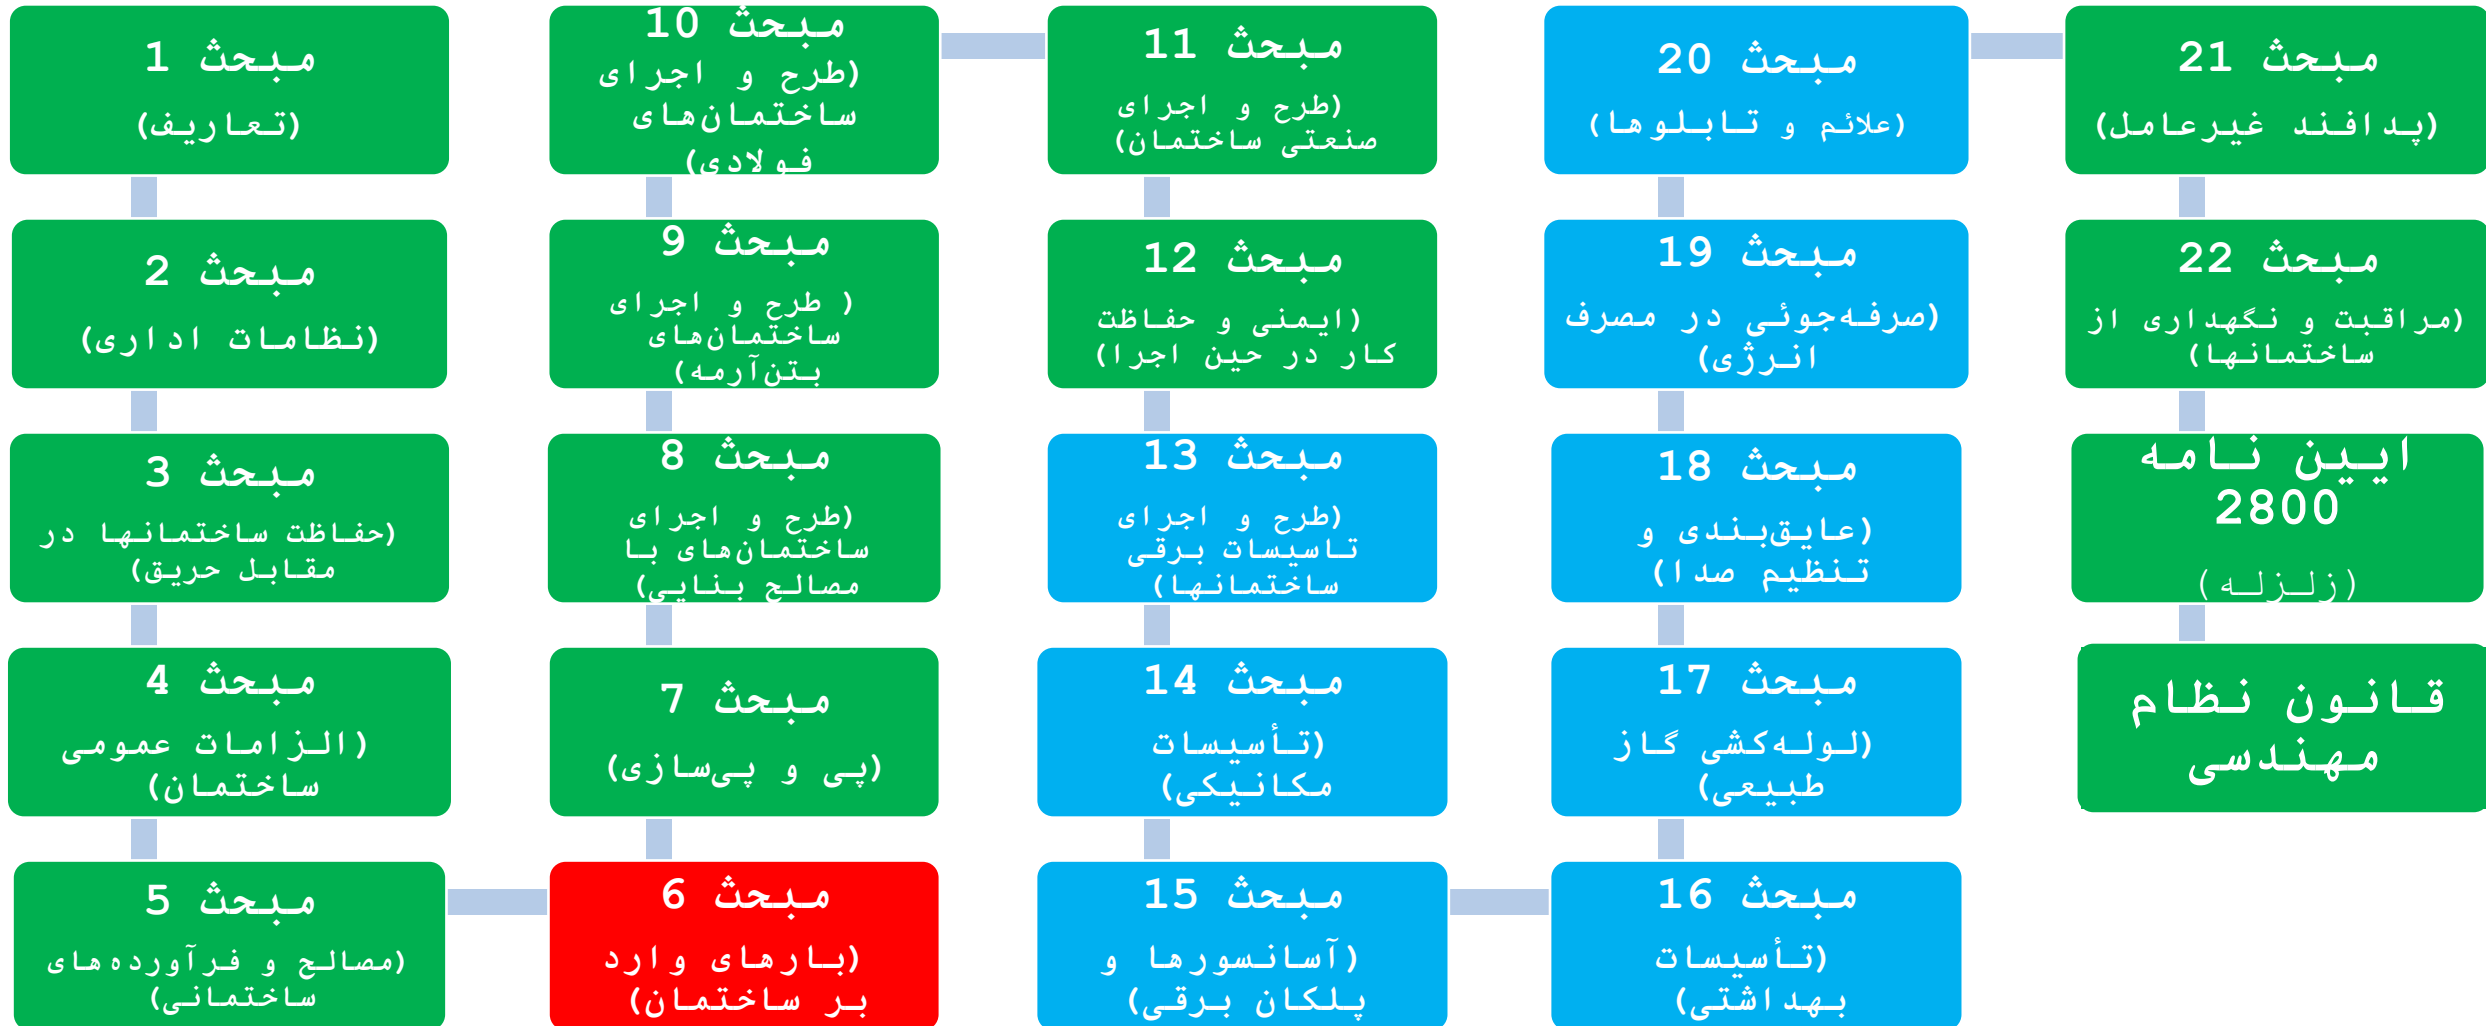 مبحث 1
(تعاریف)
مبحث 2
(نظامات اداری)
مبحث 3
(حفاظت ساختمانها در
مقابل حریق)
مبحث 4
(الزامات عمومی
ساختمان)
مبحث 5
(مصالح و فرآورده‌های
ساختمانی)
مبحث 6
(بارهای وارد
بر ساختمان)
مبحث 7
(پی و پی‌سازی)
مبحث 8
(طرح و اجرای
ساختمان‌های با
مصالح بنایی)
مبحث 9
( طرح و اجرای
ساختمان‌های
بتن‌آرمه)
مبحث 10
(طرح و اجرای
ساختمان‌های
فولادی)
مبحث 11
(طرح و اجرای
صنعتی ساختمان)
مبحث 12
(ایمنی و حفاظت
کار در حین اجرا)
مبحث 13
(طرح و اجرای
تاسیسات برقی
ساختمانها)
مبحث 14
(تأسیسات
مکانیکی)
مبحث 15
(آسانسورها و
پلکان برقی)
مبحث 16
(تأسیسات
بهداشتی)
مبحث 17
(لوله‌کشی گاز
طبیعی)
مبحث 18
(عایق‌بندی و
تنظیم صدا)
مبحث 19
(صرفه‌جوئی در مصرف
انرژی)
مبحث 20
(علائم و تابلوها)
مبحث 21
(پدافند غیرعامل)
مبحث 22
(مراقبت و نگهداری از
ساختمانها)
ایین نامه
2800
(زلزله)
قانون نظام
مهندسی